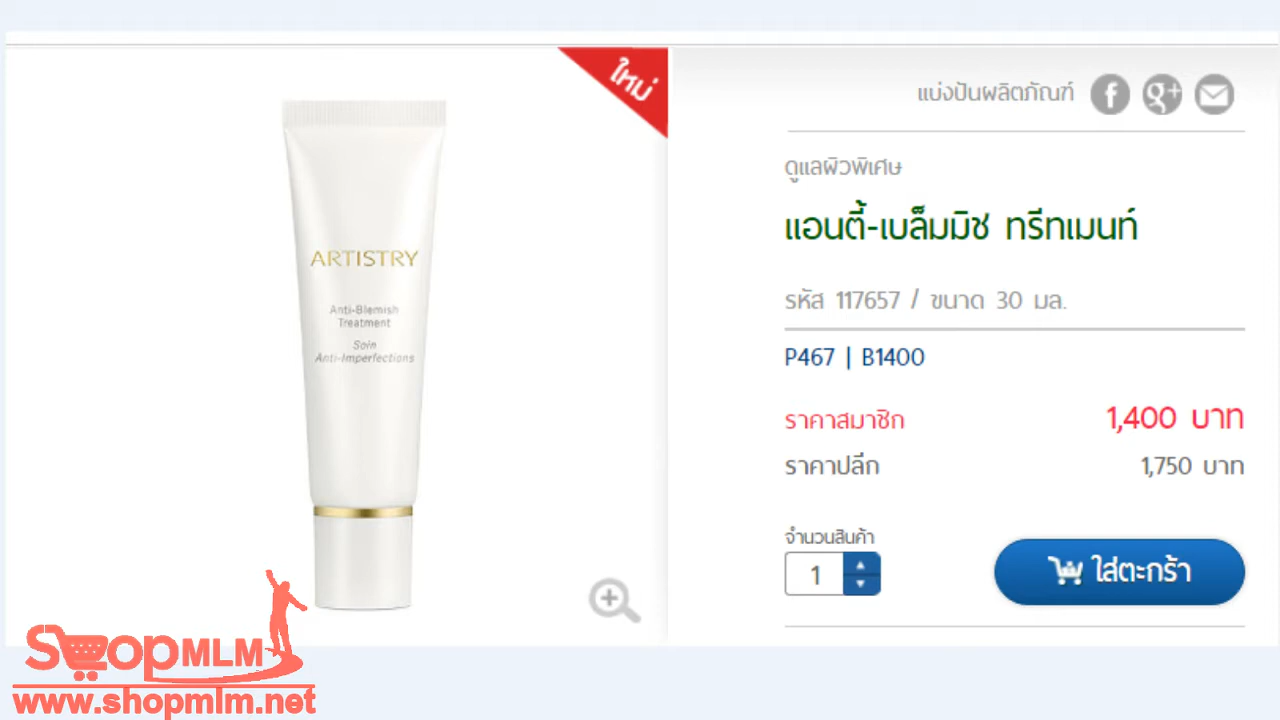 ใหม่
ARTISTRY
Anti-Blemish
Treatment
Soin
Anti-Imperfections
แบ่งปันผลิตภัณฑ์
ดูแลผิวพิเศษ
แอนตี้-เบล็มมิช ทรีทเมนท์
รหัส 117657 / ขนาด 30 มล.
P467 | B1400
ราคาสมาชิก 1,400 บาท
ราคาปลีก 1,750 บาท
จำนวนสินค้า
1
ใส่ตะกร้า
ShopMLM
www.shopmlm.net